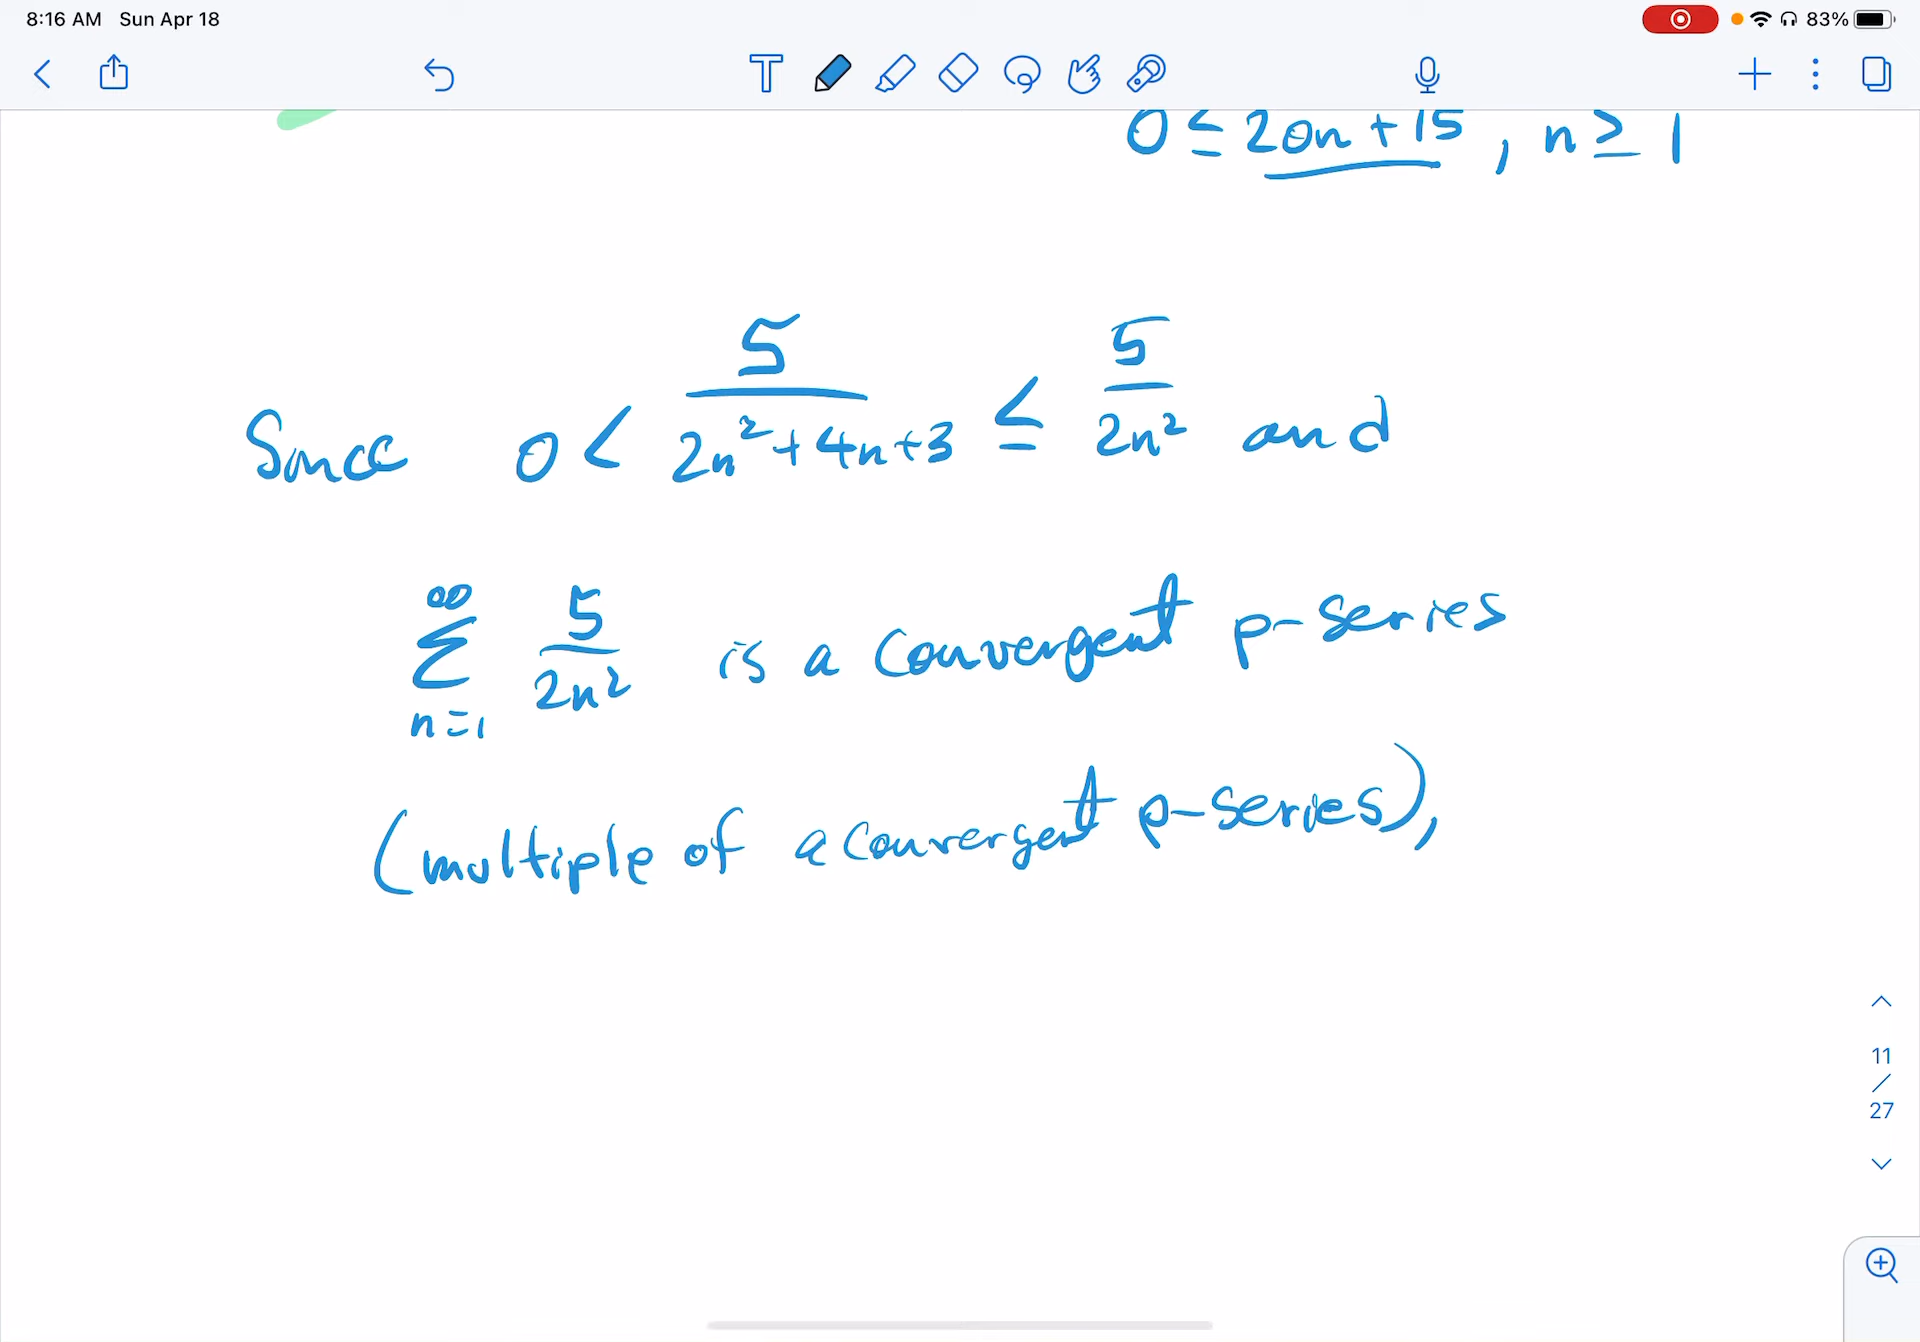 8:16 AM Sun Apr 18 83%
T
0 ≤ 20n + 15 , n ≥ 1
Since 0 < 5/(2n²+4n+3) ≤ 5/(2n²) and
∞ Σ n=1 5/(2n²) is a convergent p-series
(multiple of a convergent p-series),
11
/
27